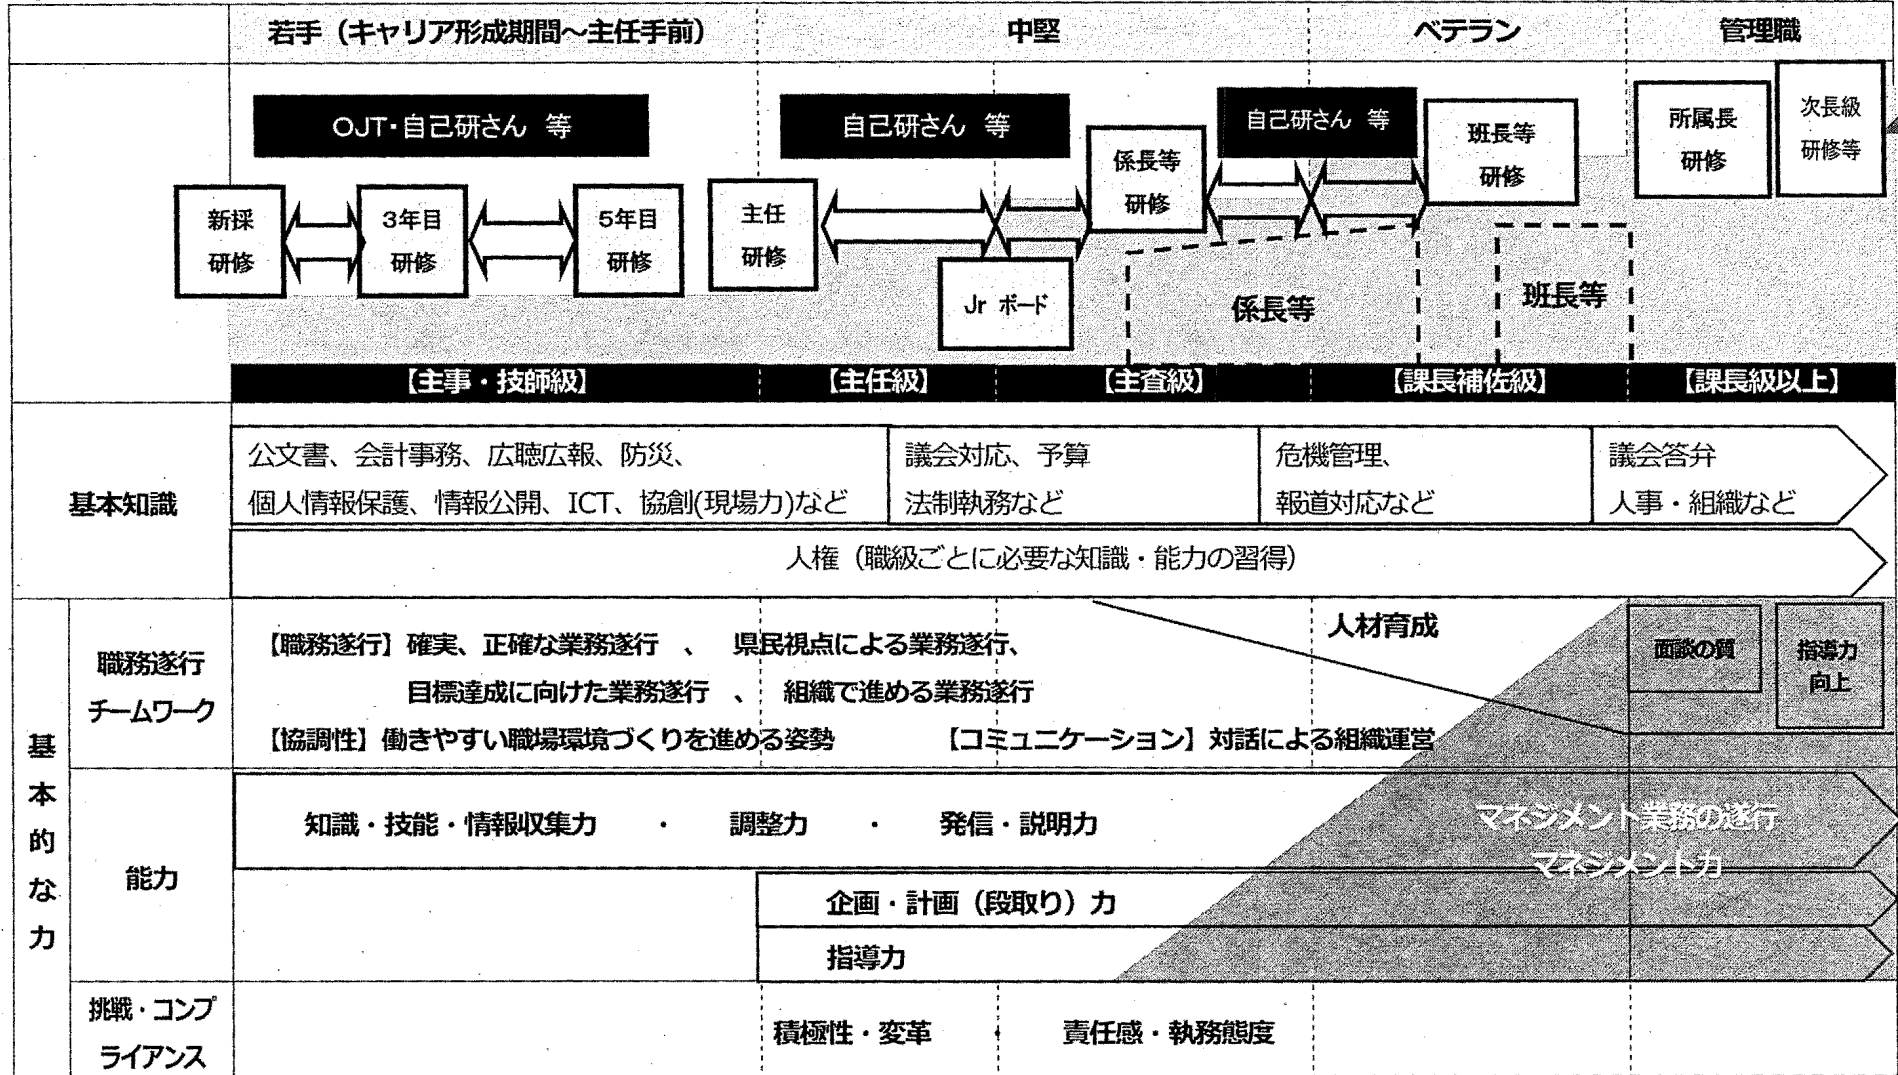 若手（キャリア形成期間～主任手前）
中堅
ベテラン
管理職
OJT・自己研さん 等
自己研さん 等
自己研さん 等
新採
研修
3年目
研修
5年目
研修
主任
研修
Jr ボード
係長等
研修
班長等
研修
所属長
研修
次長級
研修等
係長等
班長等
【主事・技師級】
【主任級】
【主査級】
【課長補佐級】
【課長級以上】
基本知識
公文書、会計事務、広聴広報、防災、
個人情報保護、情報公開、ICT、協創(現場力)など
議会対応、予算
法制執務など
危機管理、
報道対応など
議会答弁
人事・組織など
人権（職級ごとに必要な知識・能力の習得）
基本的な力
職務遂行
チームワーク
【職務遂行】確実、正確な業務遂行 、 県民視点による業務遂行、
目標達成に向けた業務遂行 、 組織で進める業務遂行
【協調性】働きやすい職場環境づくりを進める姿勢 【コミュニケーション】対話による組織運営
人材育成
面談の質
指導力
向上
能力
知識・技能・情報収集力 ・ 調整力 ・ 発信・説明力
マネジメント業務の遂行
マネジメント力
企画・計画（段取り）力
指導力
挑戦・コンプ
ライアンス
積極性・変革 ・ 責任感・執務態度